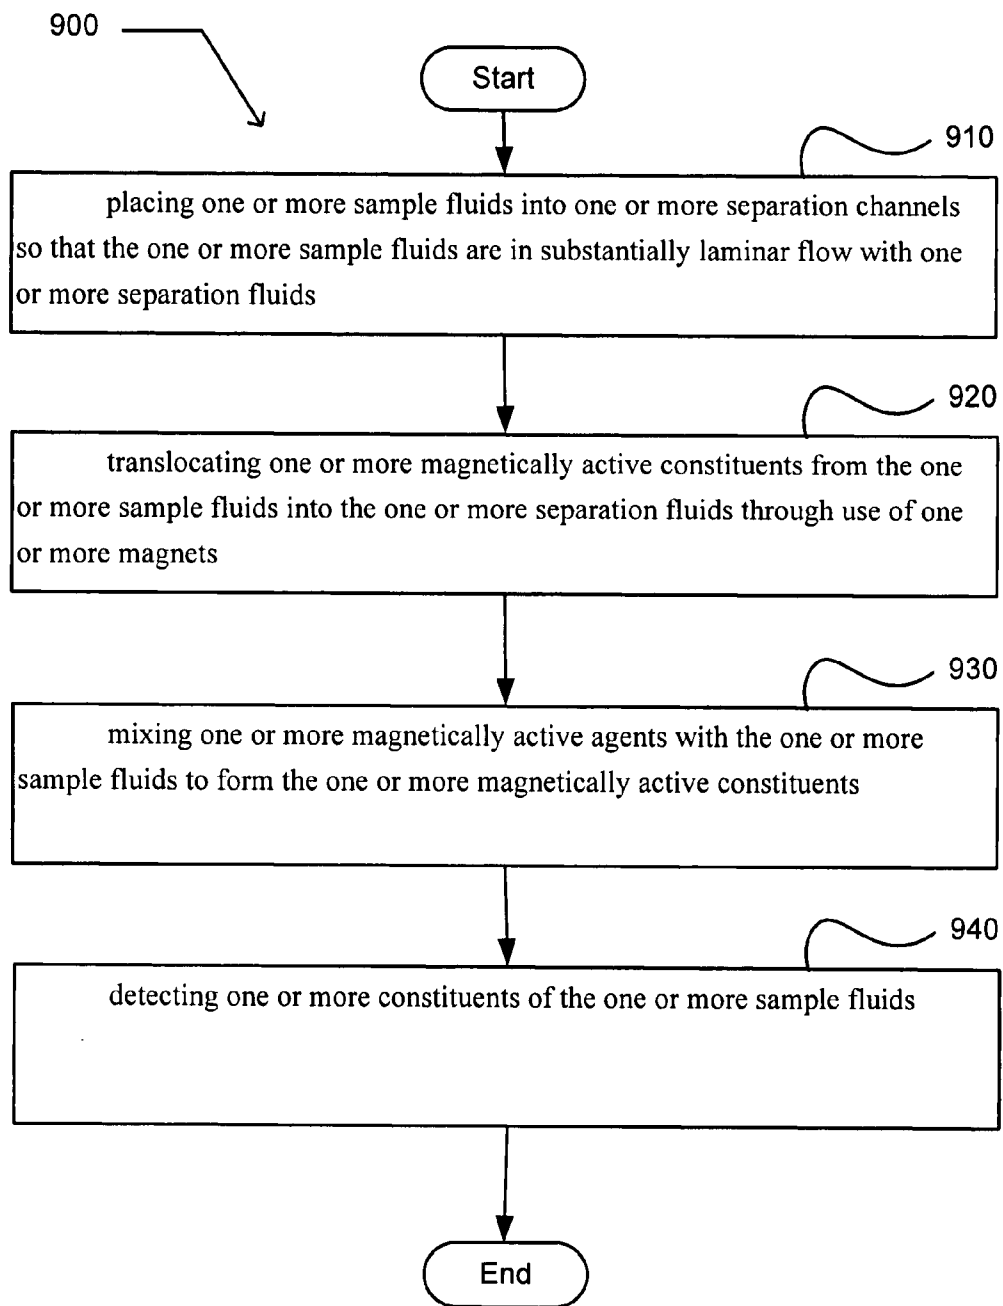 900
Start
910
placing one or more sample fluids into one or more separation channels
so that the one or more sample fluids are in substantially laminar flow with one
or more separation fluids
920
translocating one or more magnetically active constituents from the one
or more sample fluids into the one or more separation fluids through use of one
or more magnets
930
mixing one or more magnetically active agents with the one or more
sample fluids to form the one or more magnetically active constituents
940
detecting one or more constituents of the one or more sample fluids
End